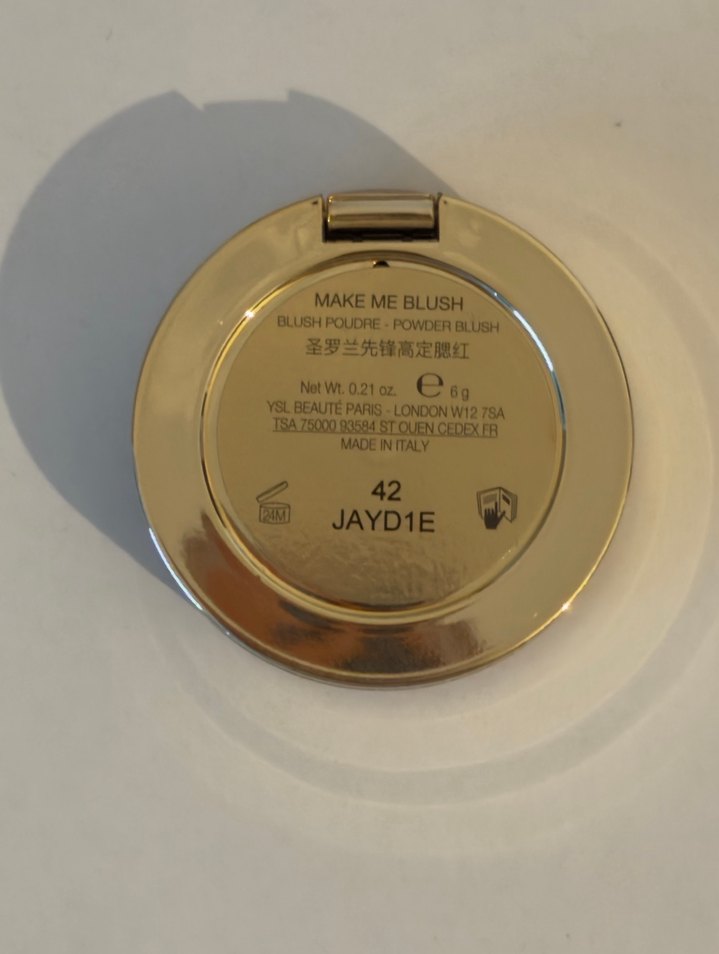 MAKE ME BLUSH
BLUSH POUDRE - POWDER BLUSH
圣罗兰先锋高定腮红
Net Wt. 0.21 oz. ℮ 6 g
YSL BEAUTÉ PARIS - LONDON W12 7SA
TSA 75000 93584 ST OUEN CEDEX FR
MADE IN ITALY
24M
42
JAYD1E